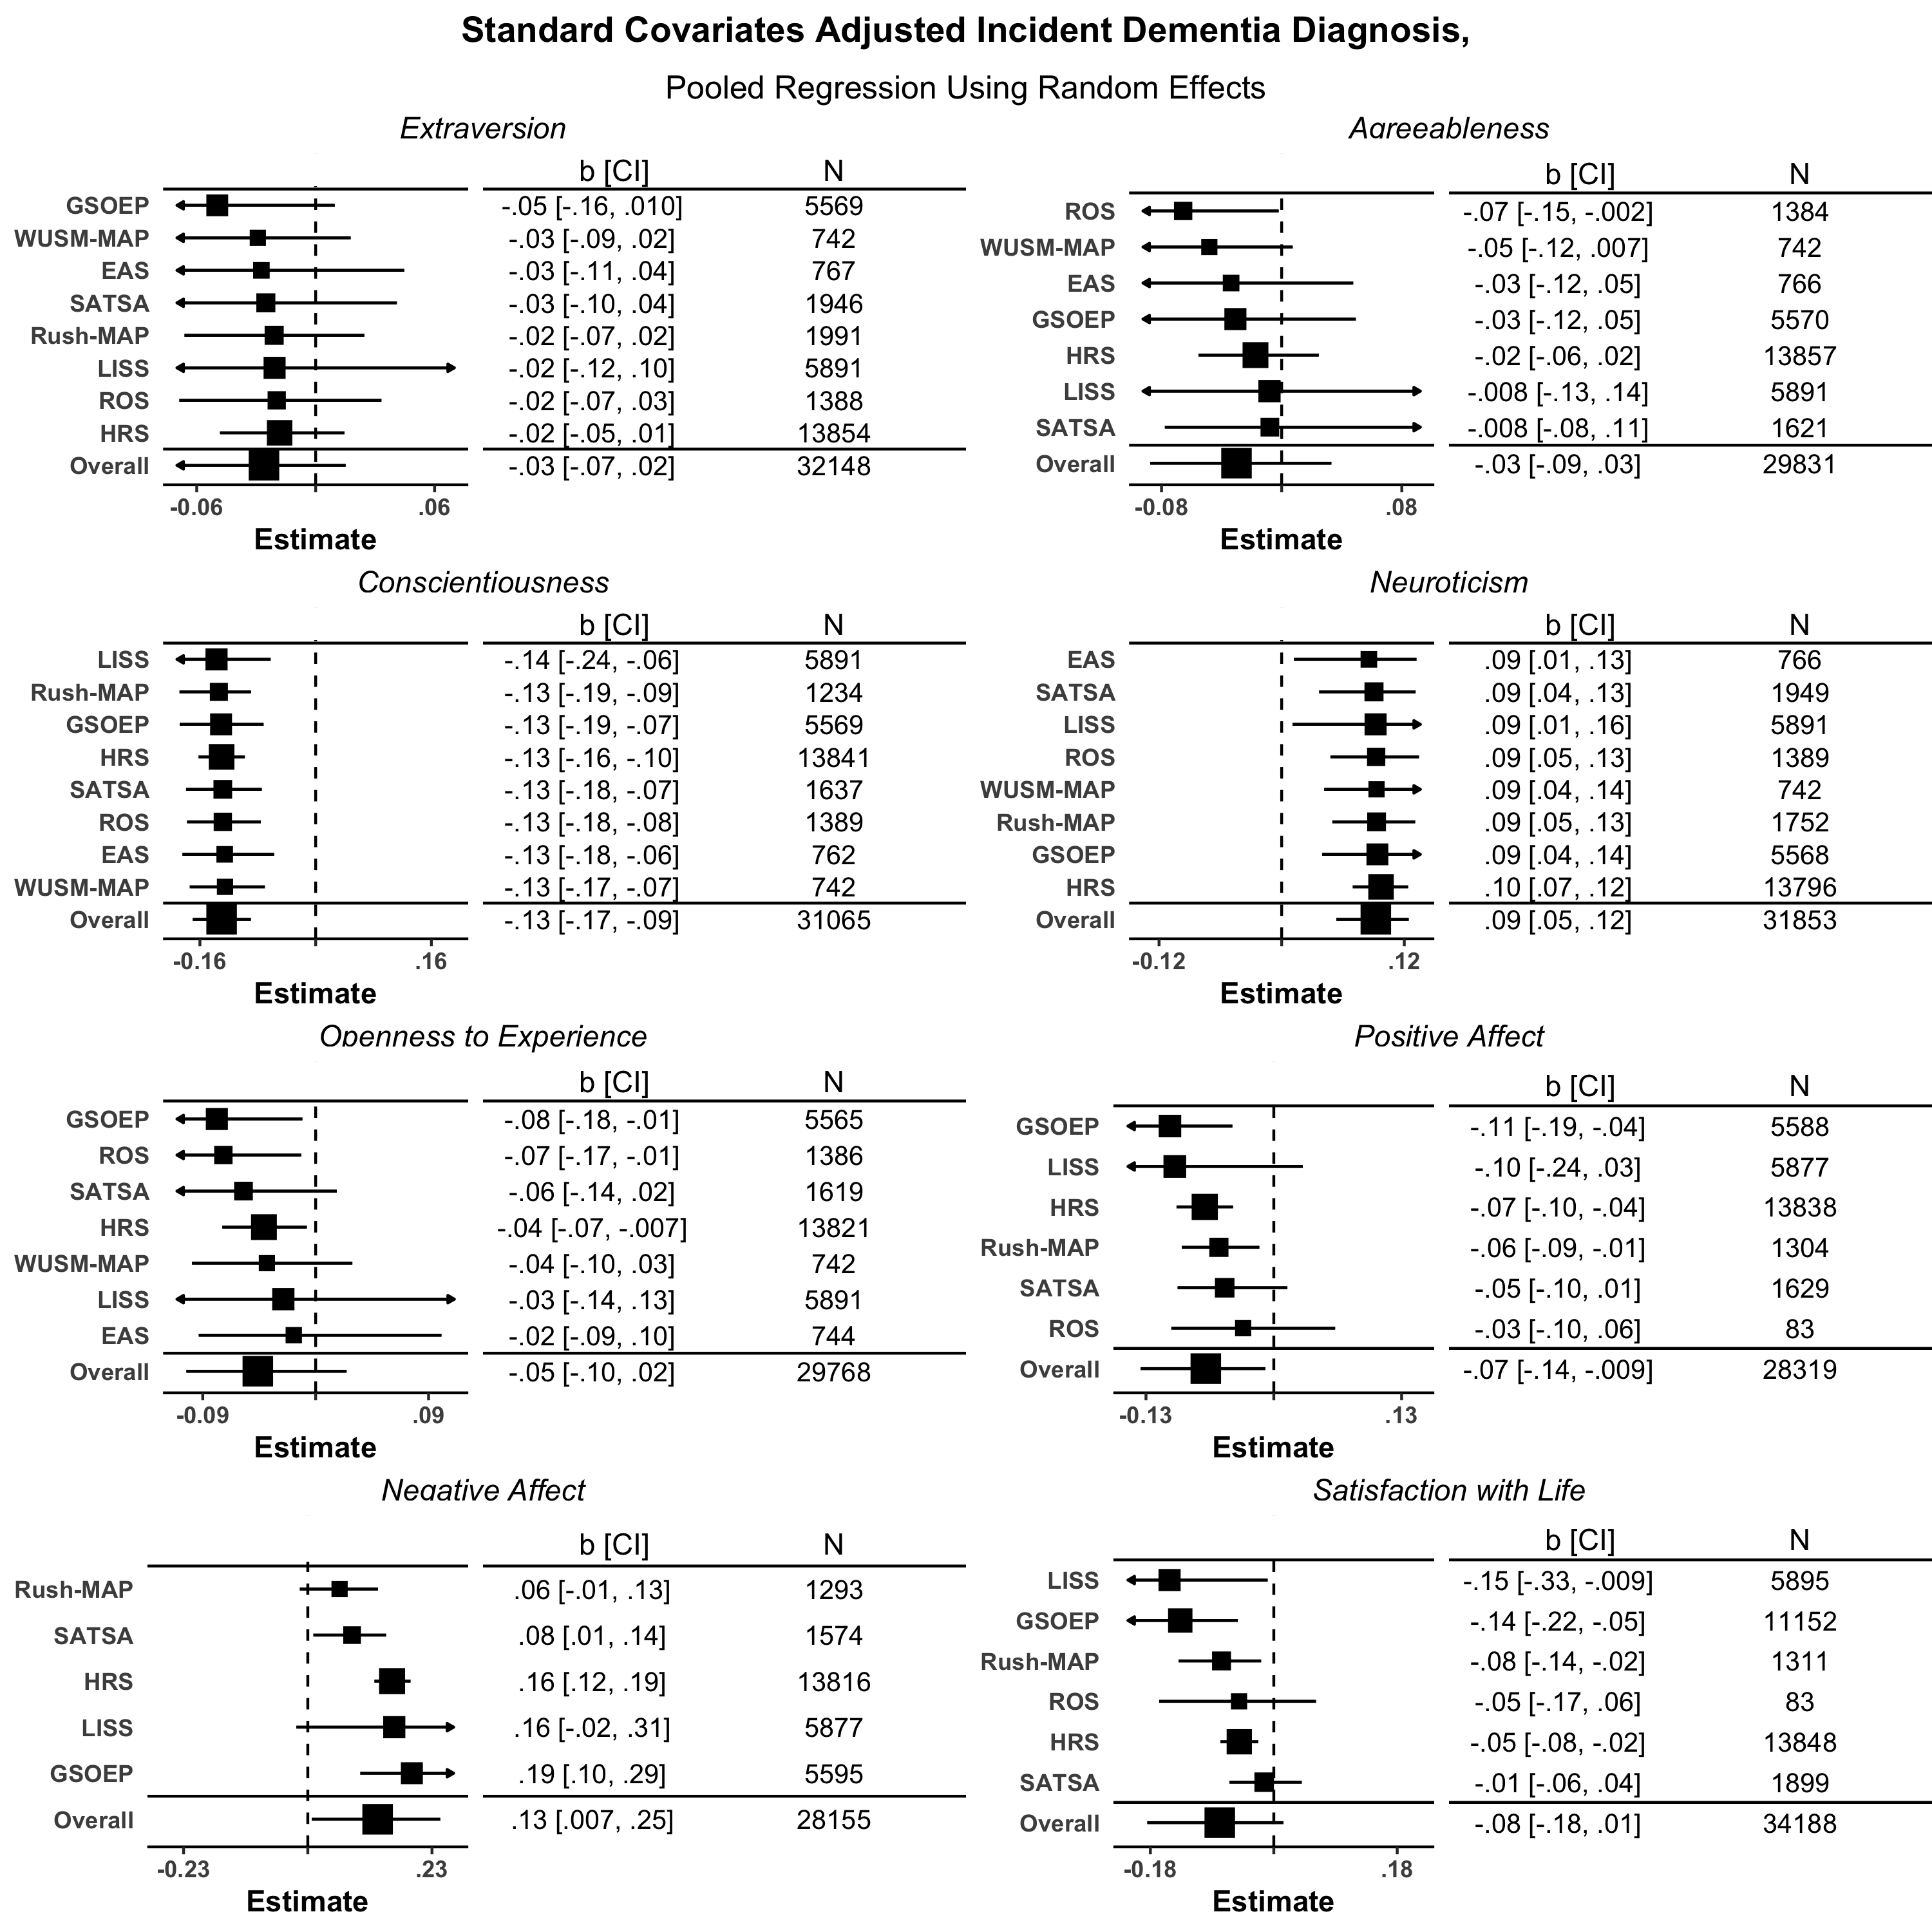 Standard Covariates Adjusted Incident Dementia Diagnosis,
Pooled Regression Using Random Effects
Extraversion
b [CI] N
GSOEP -.05 [-.16, .010] 5569
WUSM-MAP -.03 [-.09, .02] 742
EAS -.03 [-.11, .04] 767
SATSA -.03 [-.10, .04] 1946
Rush-MAP -.02 [-.07, .02] 1991
LISS -.02 [-.12, .10] 5891
ROS -.02 [-.07, .03] 1388
HRS -.02 [-.05, .01] 13854
Overall -.03 [-.07, .02] 32148
-0.06 .06
Estimate
Agreeableness
b [CI] N
ROS -.07 [-.15, -.002] 1384
WUSM-MAP -.05 [-.12, .007] 742
EAS -.03 [-.12, .05] 766
GSOEP -.03 [-.12, .05] 5570
HRS -.02 [-.06, .02] 13857
LISS -.008 [-.13, .14] 5891
SATSA -.008 [-.08, .11] 1621
Overall -.03 [-.09, .03] 29831
-0.08 .08
Estimate
Conscientiousness
b [CI] N
LISS -.14 [-.24, -.06] 5891
Rush-MAP -.13 [-.19, -.09] 1234
GSOEP -.13 [-.19, -.07] 5569
HRS -.13 [-.16, -.10] 13841
SATSA -.13 [-.18, -.07] 1637
ROS -.13 [-.18, -.08] 1389
EAS -.13 [-.18, -.06] 762
WUSM-MAP -.13 [-.17, -.07] 742
Overall -.13 [-.17, -.09] 31065
-0.16 .16
Estimate
Neuroticism
b [CI] N
EAS .09 [.01, .13] 766
SATSA .09 [.04, .13] 1949
LISS .09 [.01, .16] 5891
ROS .09 [.05, .13] 1389
WUSM-MAP .09 [.04, .14] 742
Rush-MAP .09 [.05, .13] 1752
GSOEP .09 [.04, .14] 5568
HRS .10 [.07, .12] 13796
Overall .09 [.05, .12] 31853
-0.12 .12
Estimate
Openness to Experience
b [CI] N
GSOEP -.08 [-.18, -.01] 5565
ROS -.07 [-.17, -.01] 1386
SATSA -.06 [-.14, .02] 1619
HRS -.04 [-.07, -.007] 13821
WUSM-MAP -.04 [-.10, .03] 742
LISS -.03 [-.14, .13] 5891
EAS -.02 [-.09, .10] 744
Overall -.05 [-.10, .02] 29768
-0.09 .09
Estimate
Positive Affect
b [CI] N
GSOEP -.11 [-.19, -.04] 5588
LISS -.10 [-.24, .03] 5877
HRS -.07 [-.10, -.04] 13838
Rush-MAP -.06 [-.09, -.01] 1304
SATSA -.05 [-.10, .01] 1629
ROS -.03 [-.10, .06] 83
Overall -.07 [-.14, -.009] 28319
-0.13 .13
Estimate
Negative Affect
b [CI] N
Rush-MAP .06 [-.01, .13] 1293
SATSA .08 [.01, .14] 1574
HRS .16 [.12, .19] 13816
LISS .16 [-.02, .31] 5877
GSOEP .19 [.10, .29] 5595
Overall .13 [.007, .25] 28155
-0.23 .23
Estimate
Satisfaction with Life
b [CI] N
LISS -.15 [-.33, -.009] 5895
GSOEP -.14 [-.22, -.05] 11152
Rush-MAP -.08 [-.14, -.02] 1311
ROS -.05 [-.17, .06] 83
HRS -.05 [-.08, -.02] 13848
SATSA -.01 [-.06, .04] 1899
Overall -.08 [-.18, .01] 34188
-0.18 .18
Estimate